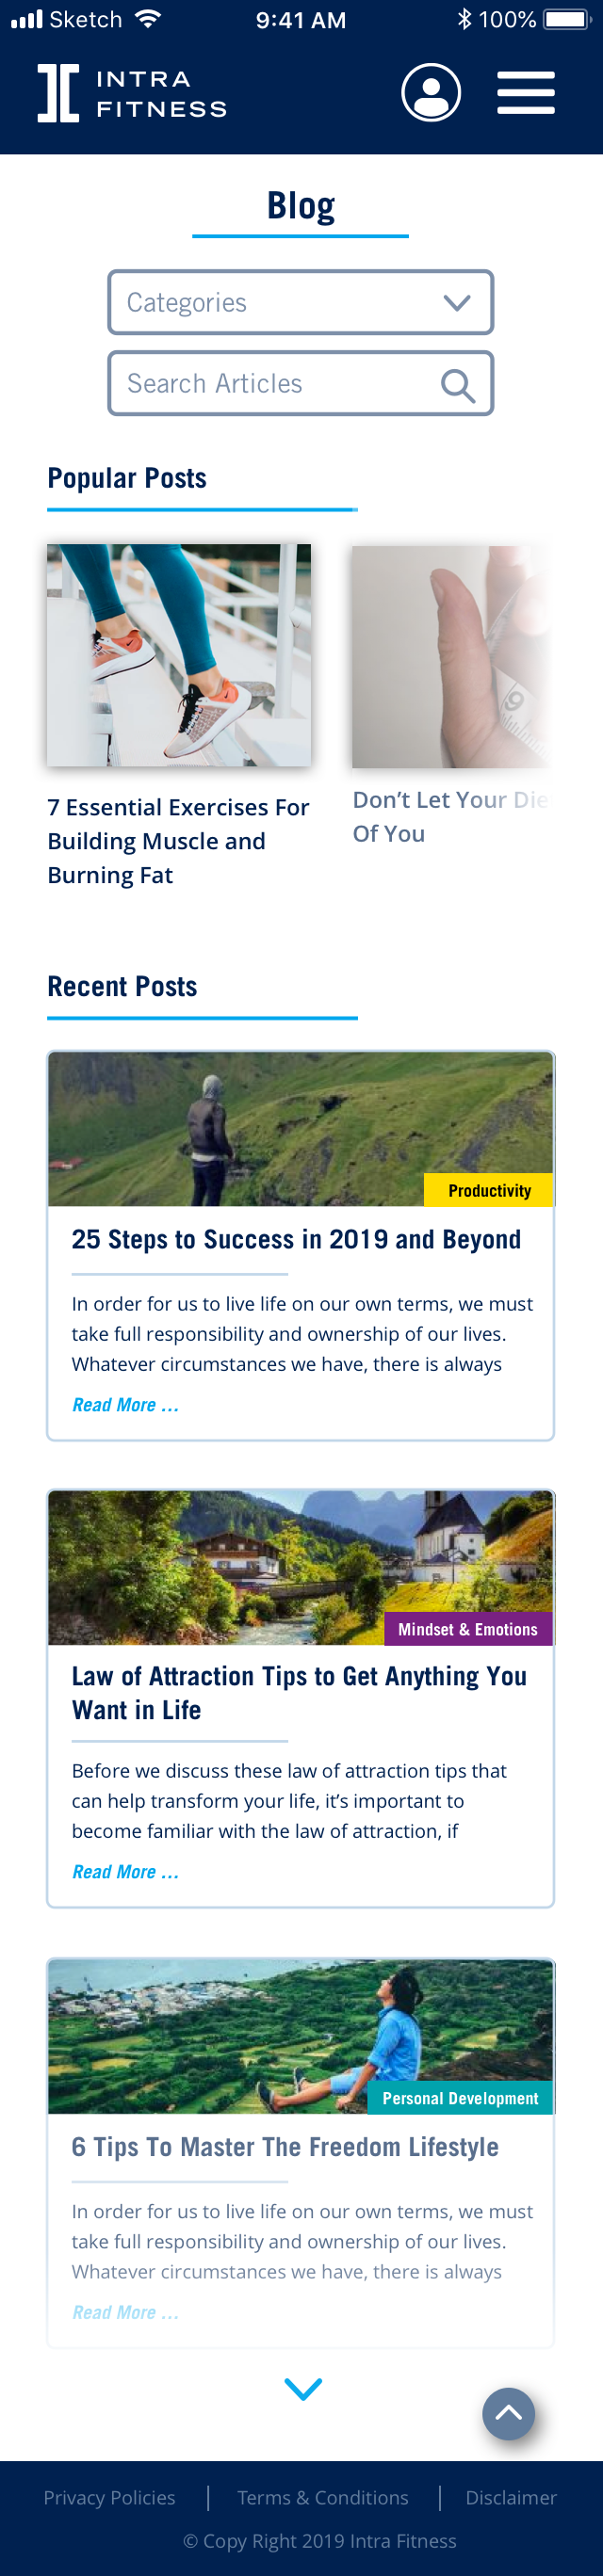 Sketch 9:41 AM 100%
INTRA
FITNESS
Blog
Categories
Search Articles
Popular Posts
7 Essential Exercises For
Building Muscle and
Burning Fat
Don’t Let Your Die
Of You
Recent Posts
Productivity
25 Steps to Success in 2019 and Beyond
In order for us to live life on our own terms, we must
take full responsibility and ownership of our lives.
Whatever circumstances we have, there is always
Read More ...
Mindset & Emotions
Law of Attraction Tips to Get Anything You
Want in Life
Before we discuss these law of attraction tips that
can help transform your life, it’s important to
become familiar with the law of attraction, if
Read More ...
Personal Development
6 Tips To Master The Freedom Lifestyle
In order for us to live life on our own terms, we must
take full responsibility and ownership of our lives.
Whatever circumstances we have, there is always
Read More ...
Privacy Policies | Terms & Conditions | Disclaimer
© Copy Right 2019 Intra Fitness